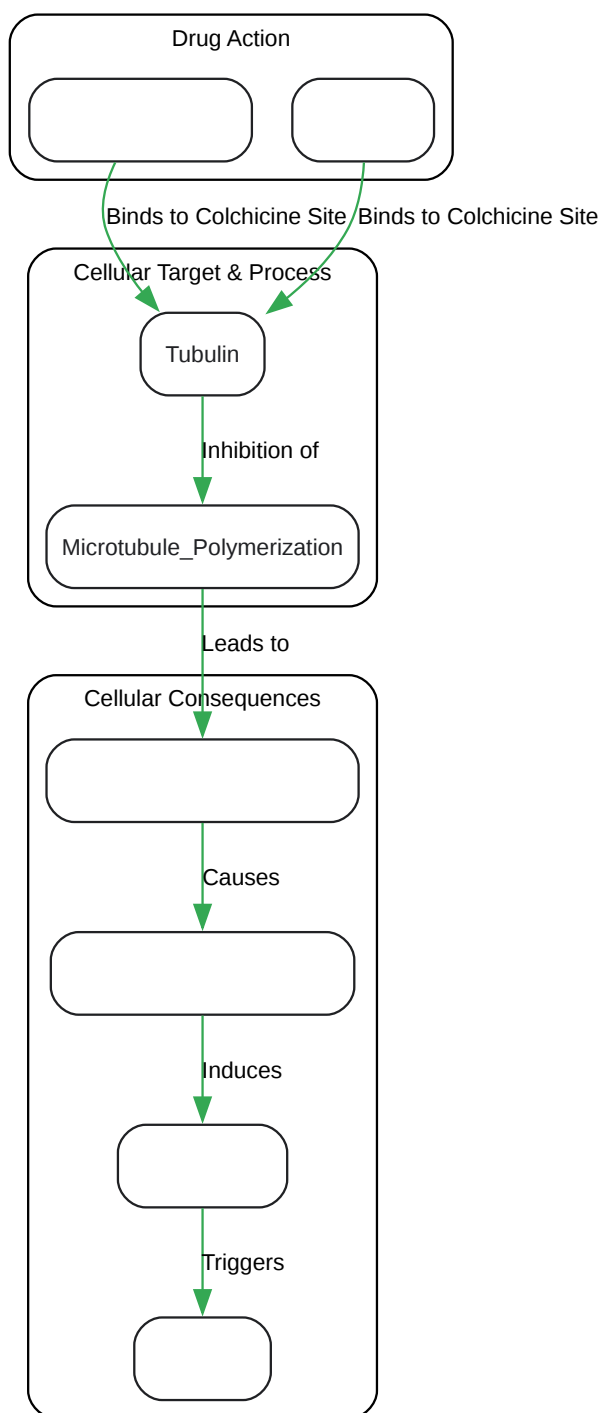 Drug Action
Binds to Colchicine Site
Binds to Colchicine Site
Cellular Target & Process
Tubulin
Inhibition of
Microtubule_Polymerization
Leads to
Cellular Consequences
Causes
Induces
Triggers